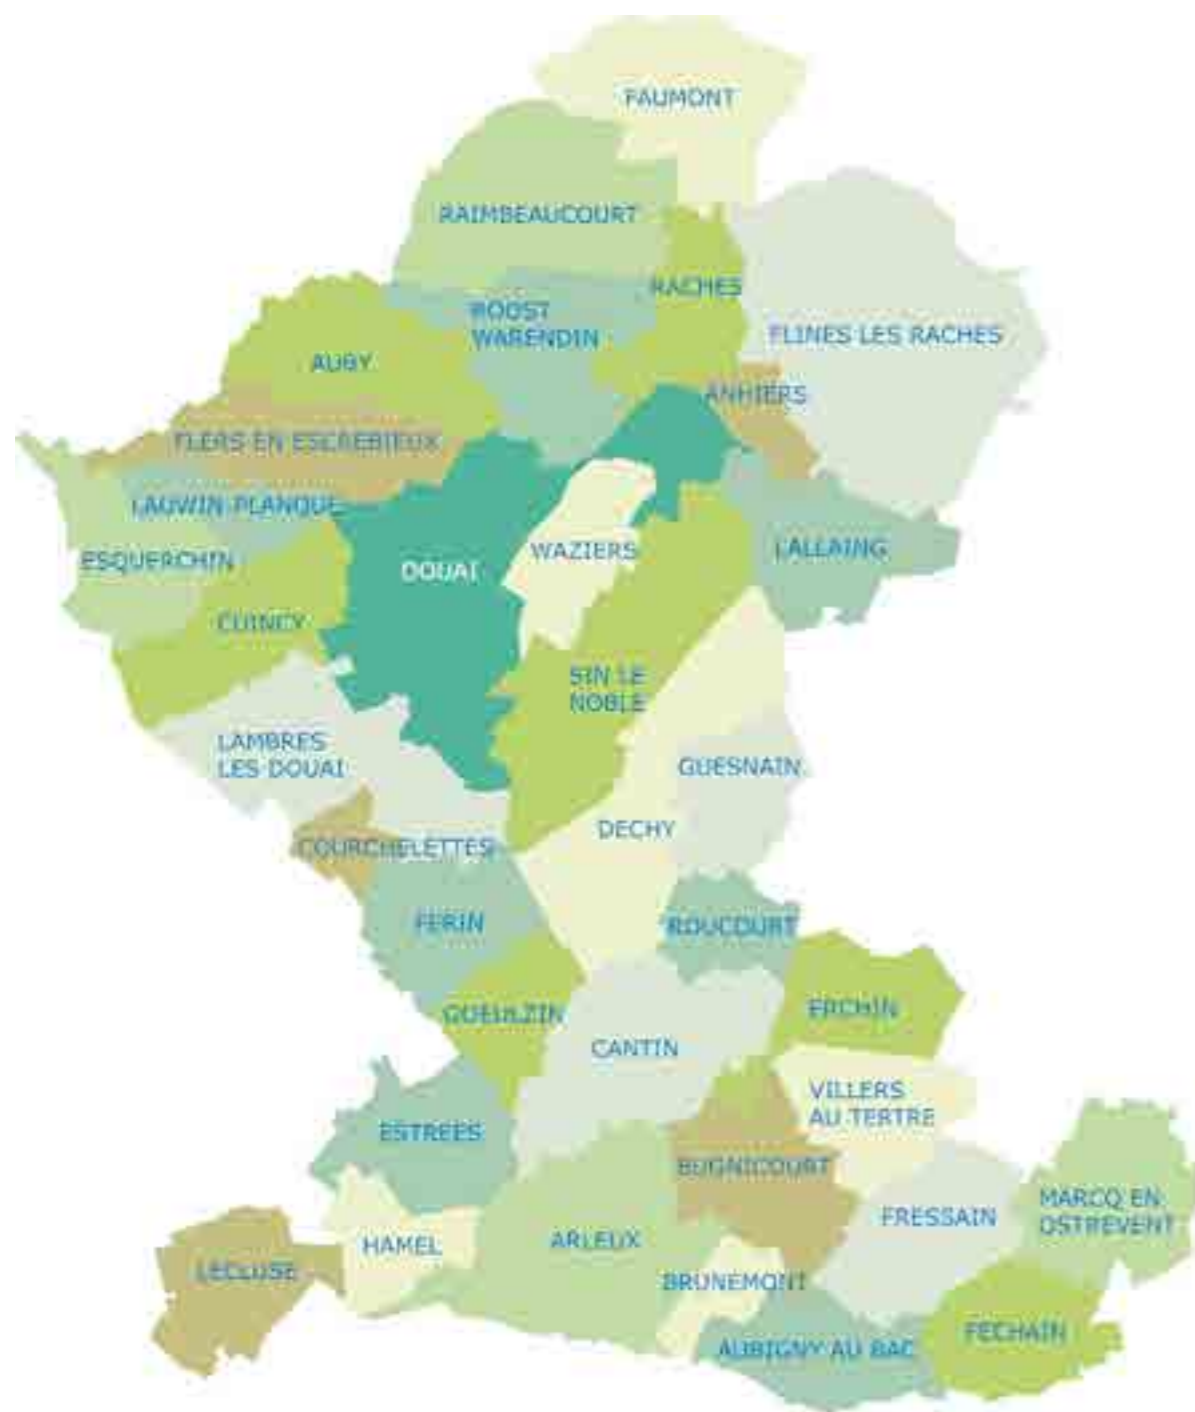 FAUMONT
RAIMBEAUCOURT
RACHES
ROOST
WARENDIN
FLINES LES RACHES
AUBY
ANHIERS
FLERS EN ESCREBIEUX
LAUWIN PLANQUE
WAZIERS
LALLAING
ESQUERCHIN
DOUAI
CUINCY
SIN LE
NOBLE
LAMBRES
LES DOUAI
GUESNAIN
DECHY
COURCHELETTES
FERIN
ROUCOURT
GUEULZIN
ERCHIN
CANTIN
VILLERS
AU TERTRE
ESTREES
BUGNICOURT
MARCQ EN
OSTREVENT
FRESSAIN
HAMEL
ARLEUX
LECLUSE
BRUNEMONT
AUBIGNY AU BAC
FECHAIN